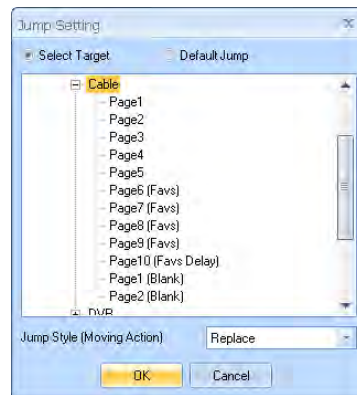 Jump Setting
Select Target Default Jump
Cable
Page1
Page2
Page3
Page4
Page5
Page6 (Favs)
Page7 (Favs)
Page8 (Favs)
Page9 (Favs)
Page10 (Favs Delay)
Page1 (Blank)
Page2 (Blank)
DVR
Jump Style (Moving Action) Replace
OK Cancel